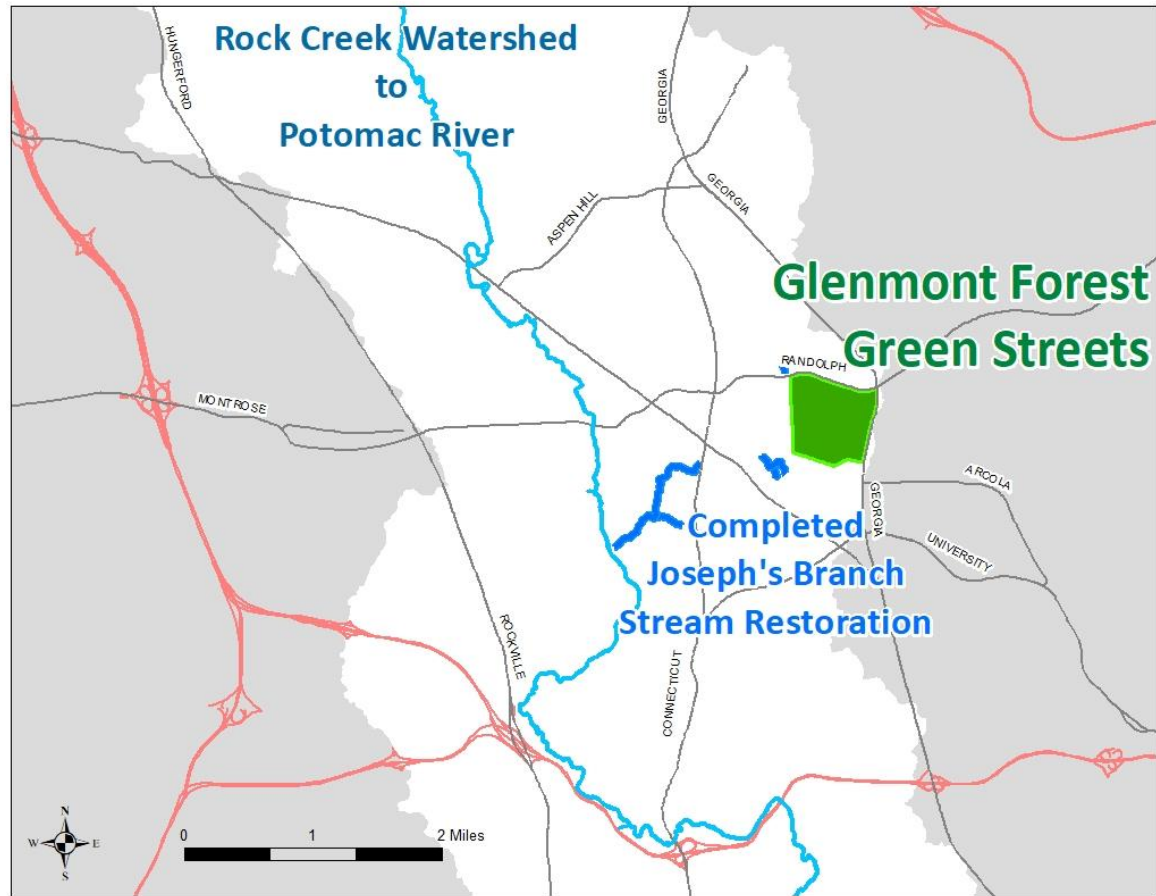 Rock Creek Watershed
to
Potomac River
HUNGERFORD
GEORGIA
GEORGIA
ASPEN HILL
Glenmont Forest
Green Streets
RANDOLPH
MONTROSE
ARCOLA
GEORGIA
UNIVERSITY
Completed
Joseph's Branch
Stream Restoration
ROCKVILLE
CONNECTICUT
N
W E
S
0 1 2 Miles